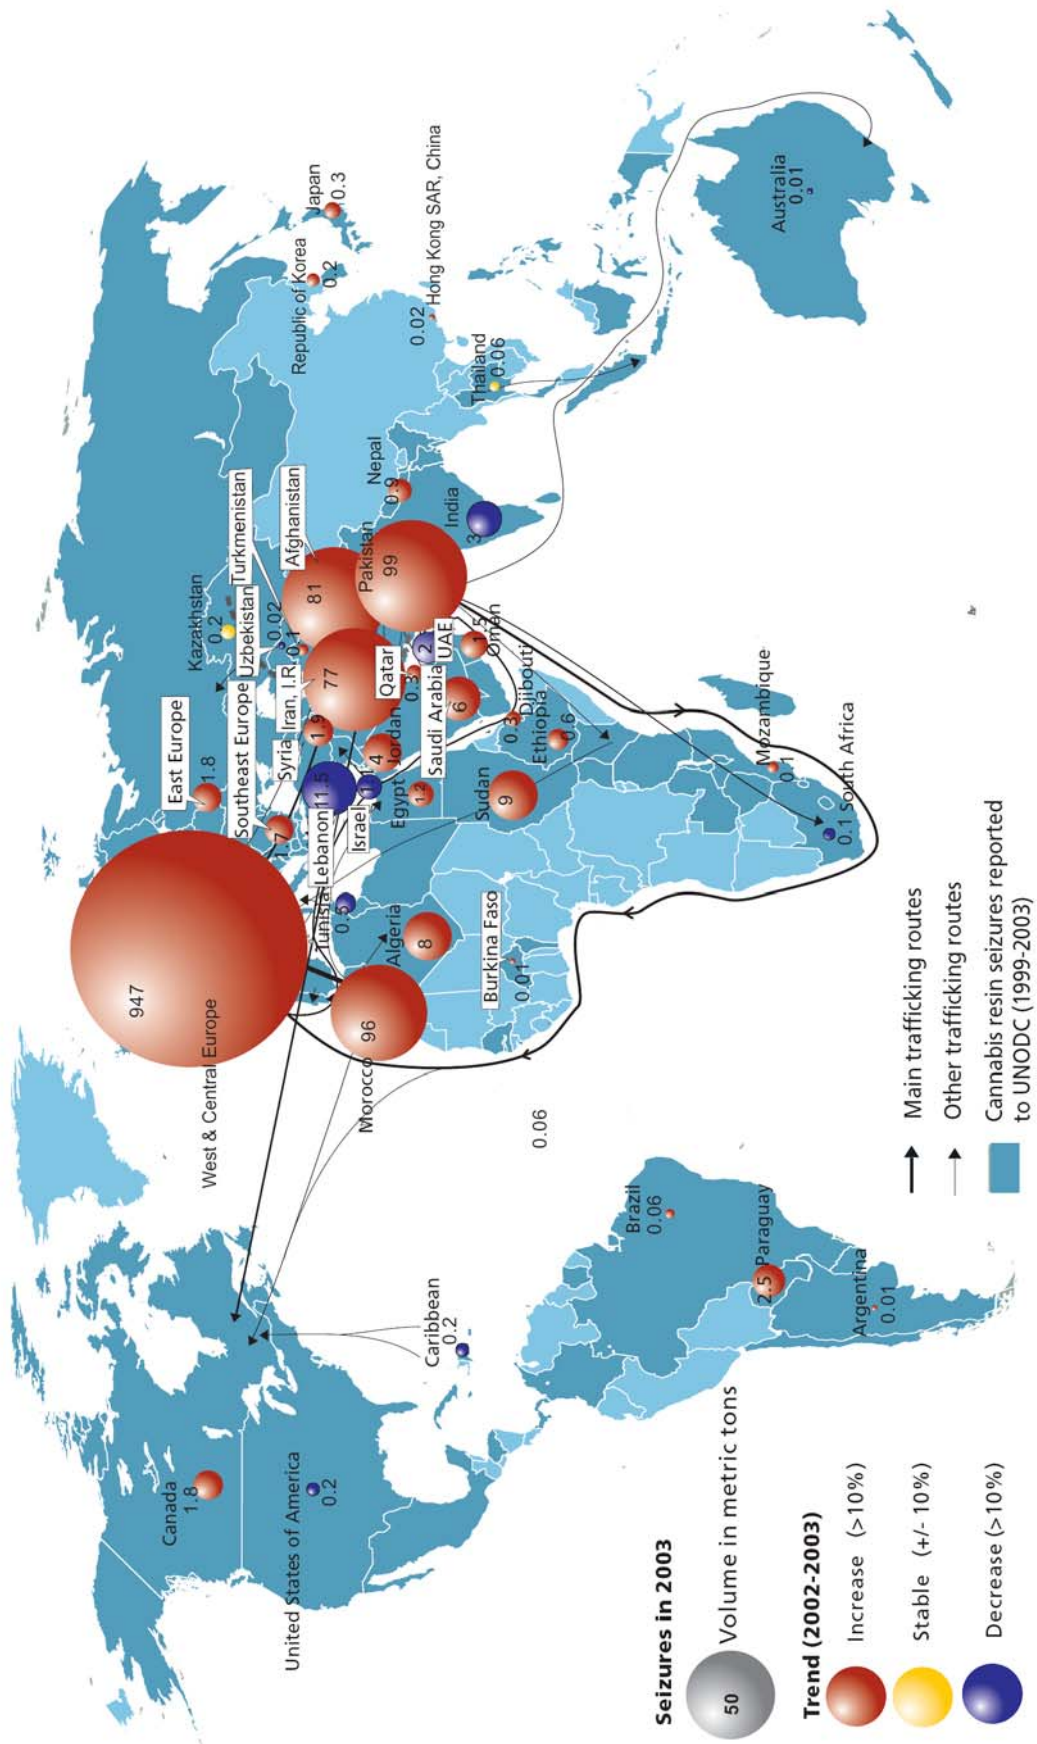 Canada
1.8
United States of America
0.2
Caribbean
0.2
Brazil
0.06
2.5 Paraguay
Argentina
0.01
0.06
947
West & Central Europe
East Europe
1.8
Southeast Europe
1.7
Kazakhstan
0.2
Turkmenistan
0.02
Uzbekistan
0.1
Afghanistan
81
Iran, I.R.
77
Syria
1.9
Pakistan
99
Lebanon
11.5
Israel
Jordan
4
Qatar
0.3
UAE
Oman
1.5
Saudi Arabia
6
Egypt
1.2
Tunisia
0.5
Algeria
8
Morocco
96
Burkina Faso
0.01
Sudan
9
Djibouti
0.3
Ethiopia
0.6
Mozambique
0.1
South Africa
0.1
India
3
Nepal
0.9
Thailand
0.06
Hong Kong SAR, China
0.02
Republic of Korea
0.2
Japan
0.3
Australia
0.01
Seizures in 2003
50
Volume in metric tons
Trend (2002-2003)
Increase (>10%)
Stable (+/- 10%)
Decrease (>10%)
Main trafficking routes
Other trafficking routes
Cannabis resin seizures reported
to UNODC (1999-2003)